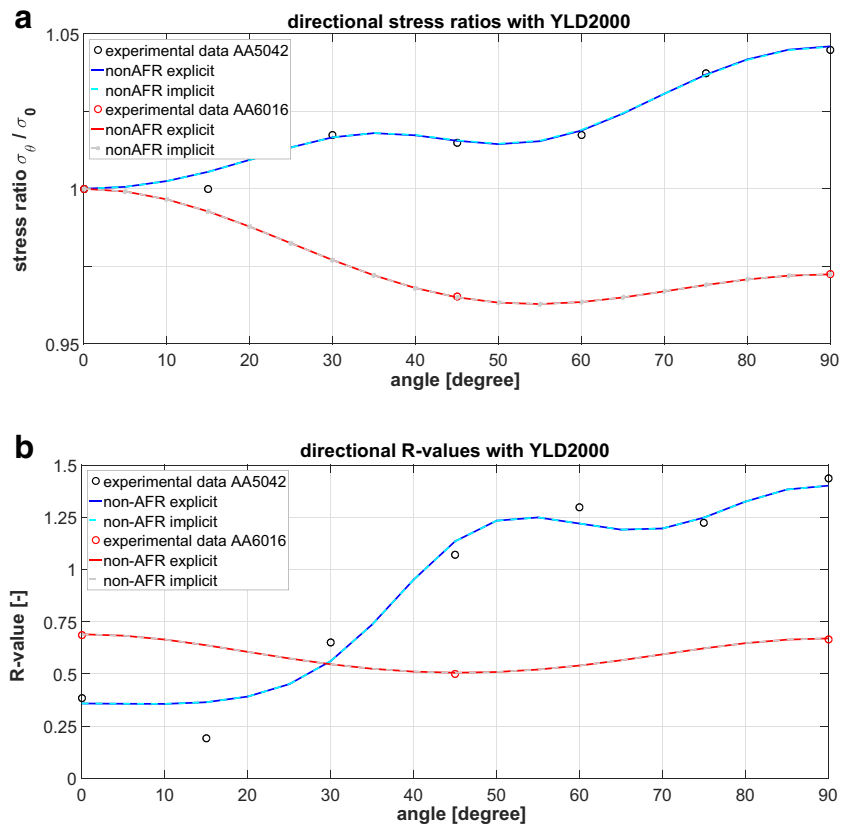 a
directional stress ratios with YLD2000
1.05
experimental data AA5042
nonAFR explicit
nonAFR implicit
experimental data AA6016
nonAFR explicit
nonAFR implicit
stress ratio σθ / σ0
1
0.95
0 10 20 30 40 50 60 70 80 90
angle [degree]
b
directional R-values with YLD2000
1.5
experimental data AA5042
non-AFR explicit
non-AFR implicit
experimental data AA6016
non-AFR explicit
non-AFR implicit
R-value [-]
1.25
1
0.75
0.5
0.25
0
0 10 20 30 40 50 60 70 80 90
angle [degree]